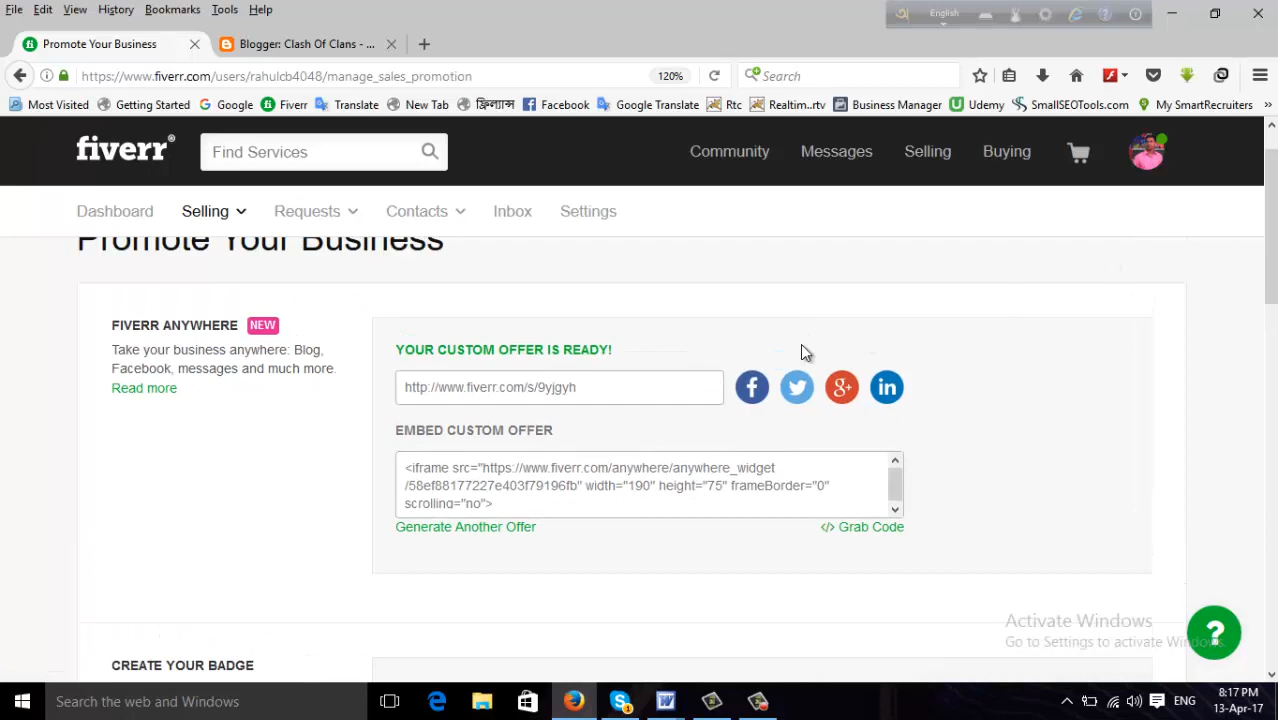 File Edit View History Bookmarks Tools Help
English
Promote Your Business
Blogger: Clash Of Clans - ...
https://www.fiverr.com/users/rahulcb4048/manage_sales_promotion
120%
Search
Most Visited Getting Started Google Fiverr Translate New Tab ফ্রিল্যান্স Facebook Google Translate Rtc Realtim..rtv Business Manager Udemy SmallSEOTools.com My SmartRecruiters
fiverr
Find Services
Community Messages Selling Buying
Dashboard Selling Requests Contacts Inbox Settings
Promote Your Business
FIVERR ANYWHERE NEW
Take your business anywhere: Blog,
Facebook, messages and much more.
Read more
YOUR CUSTOM OFFER IS READY!
http://www.fiverr.com/s/9yjgyh
EMBED CUSTOM OFFER
<iframe src="https://www.fiverr.com/anywhere/anywhere_widget
/58ef88177227e403f79196fb" width="190" height="75" frameBorder="0"
scrolling="no">
Generate Another Offer
</> Grab Code
Activate Windows
Go to Settings to activate Windows.
CREATE YOUR BADGE
Search the web and Windows
ENG
8:17 PM
13-Apr-17